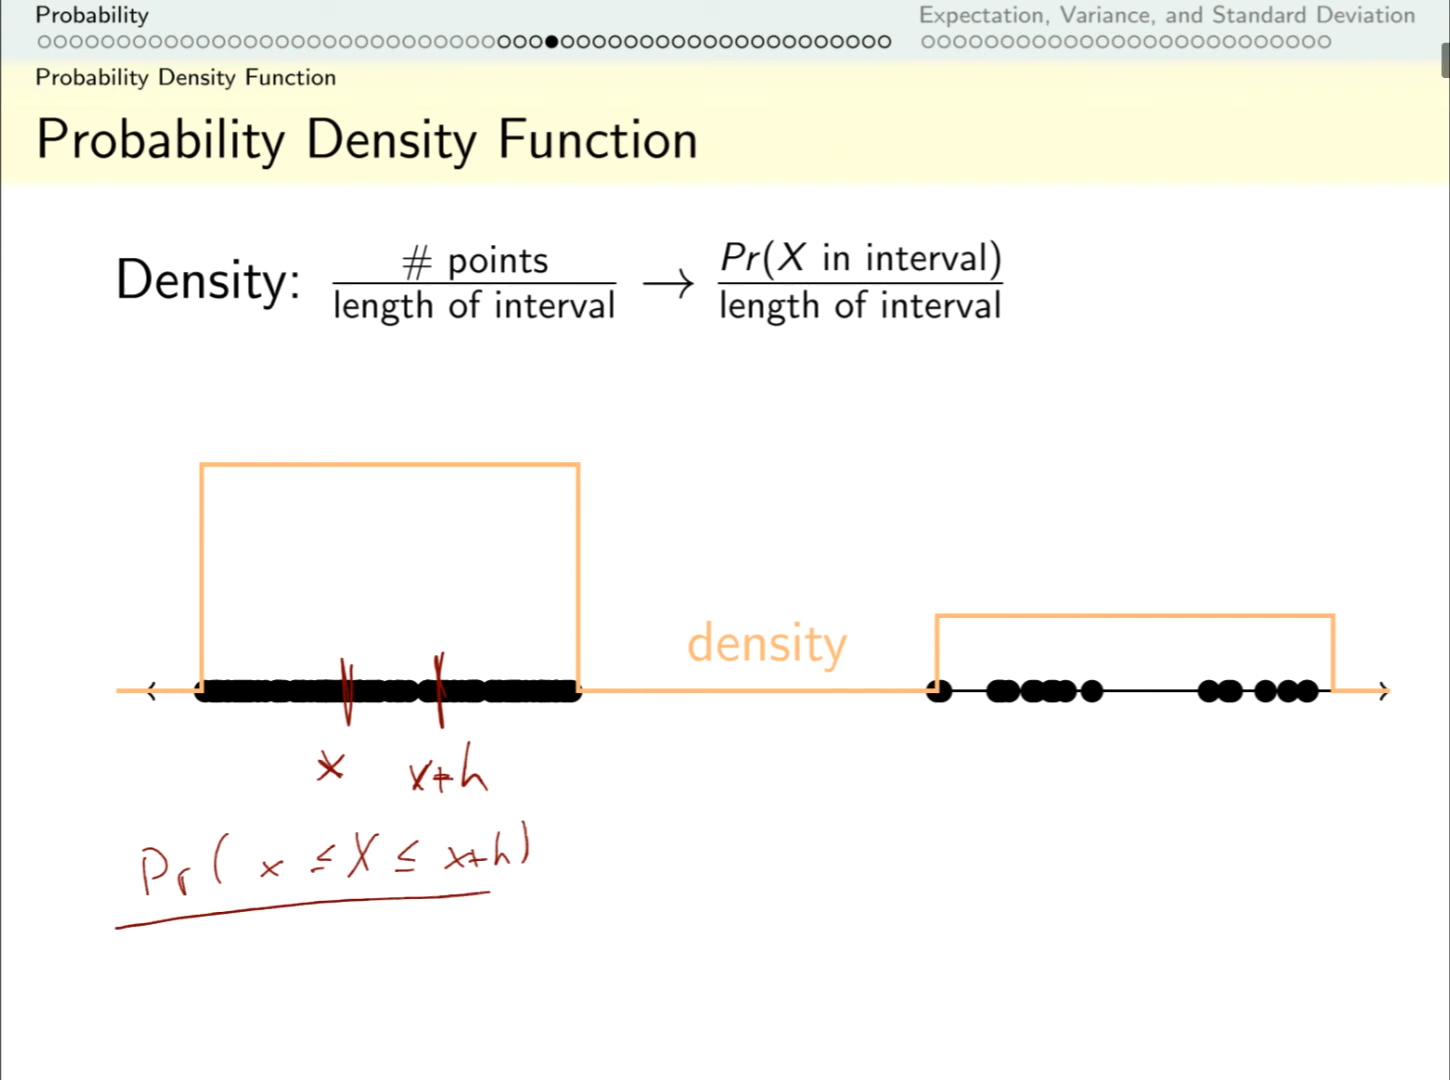 Probability Expectation, Variance, and Standard Deviation
Probability Density Function
Probability Density Function
Density: # points / length of interval → Pr(X in interval) / length of interval
density
x x+h
Pr( x ≤ X ≤ x+h)